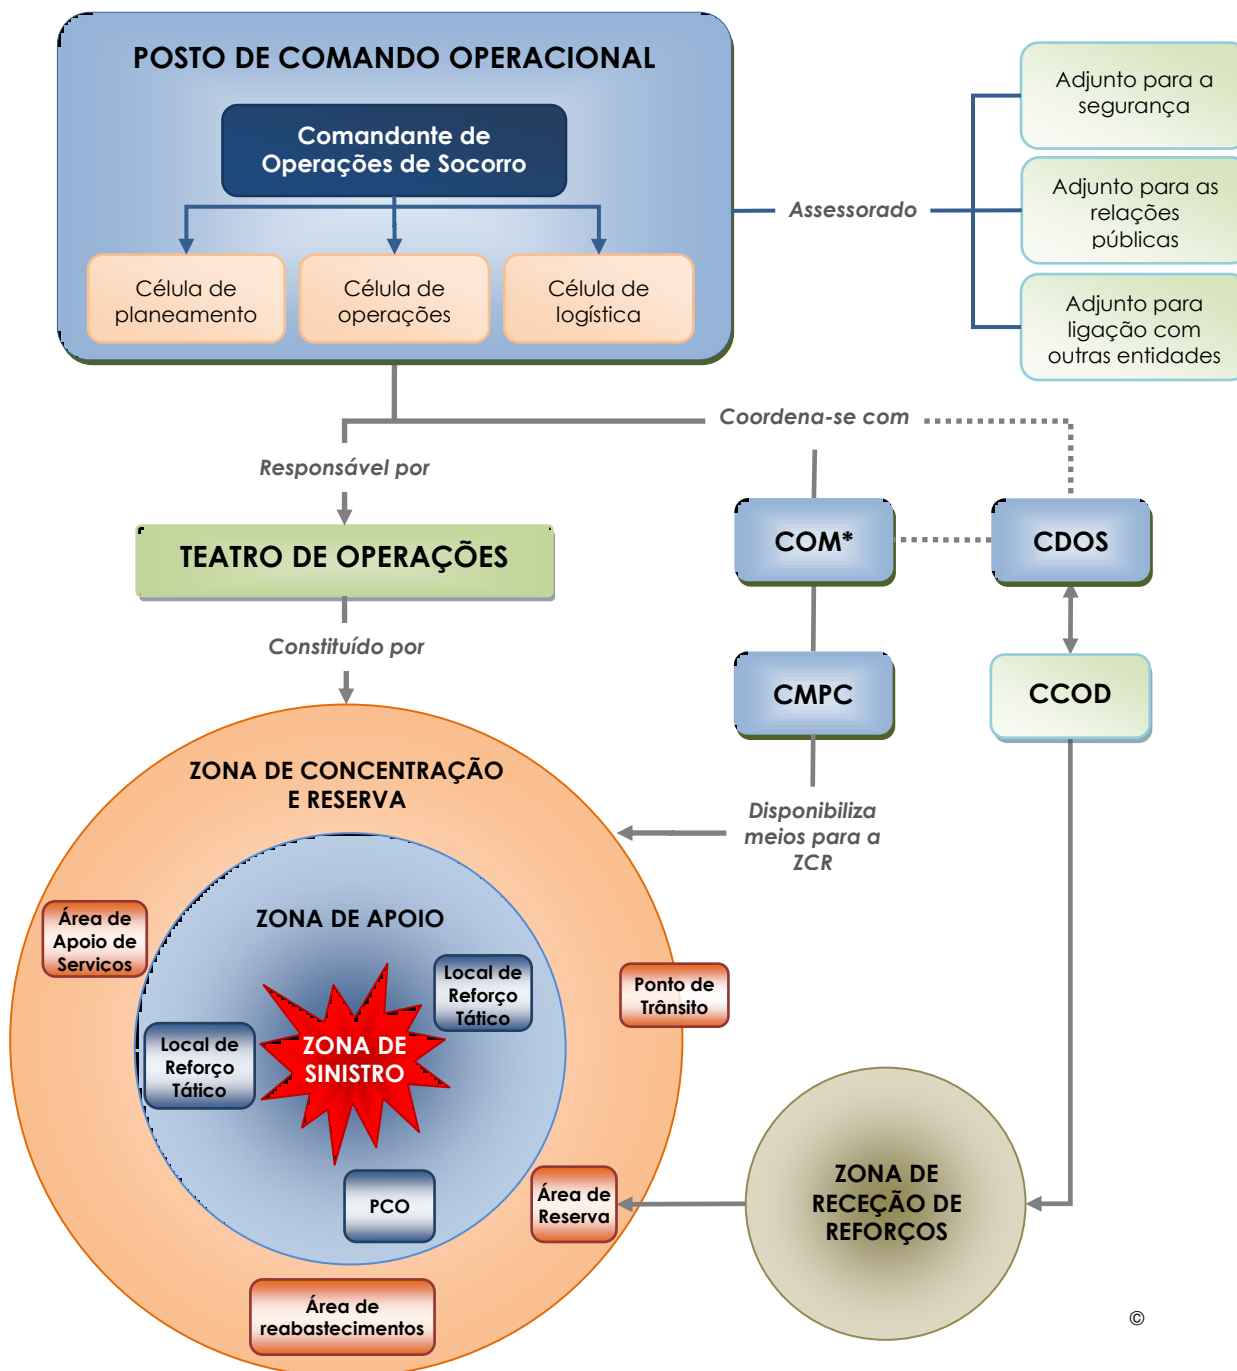 POSTO DE COMANDO OPERACIONAL
Comandante de
Operações de Socorro
Célula de
planeamento
Célula de
operações
Célula de
logística
Assessorado
Adjunto para a
segurança
Adjunto para as
relações
públicas
Adjunto para
ligação com
outras entidades
Coordena-se com
Responsável por
TEATRO DE OPERAÇÕES
COM*
CDOS
Constituído por
CMPC
CCOD
ZONA DE CONCENTRAÇÃO
E RESERVA
Disponibiliza
meios para a
ZCR
ZONA DE APOIO
Área de
Apoio de
Serviços
Local de
Reforço
Tático
Ponto de
Trânsito
Local de
Reforço
Tático
ZONA DE
SINISTRO
PCO
Área de
Reserva
ZONA DE
RECEÇÃO DE
REFORÇOS
Área de
reabastecimentos
©